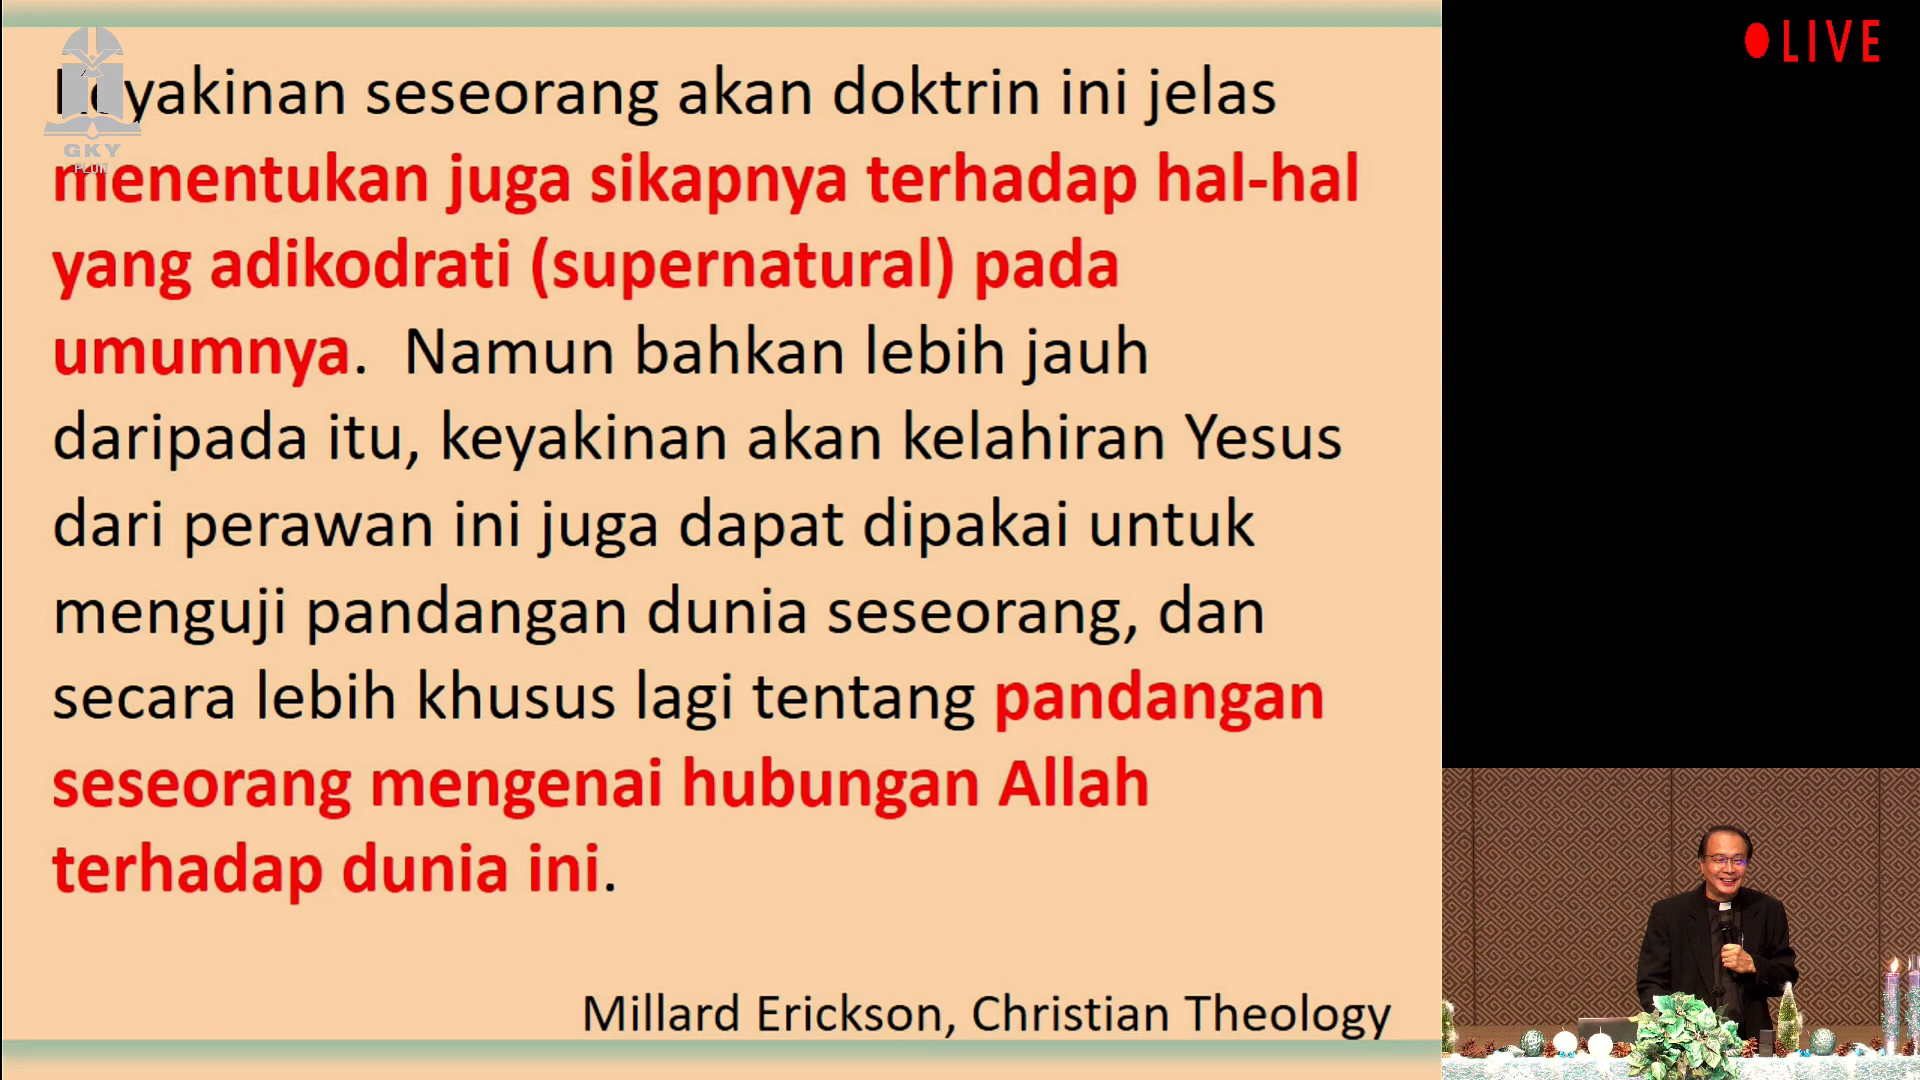 Keyakinan seseorang akan doktrin ini jelas
menentukan juga sikapnya terhadap hal-hal
yang adikodrati (supernatural) pada
umumnya. Namun bahkan lebih jauh
daripada itu, keyakinan akan kelahiran Yesus
dari perawan ini juga dapat dipakai untuk
menguji pandangan dunia seseorang, dan
secara lebih khusus lagi tentang pandangan
seseorang mengenai hubungan Allah
terhadap dunia ini.
Millard Erickson, Christian Theology
GKY
PLUIT
LIVE